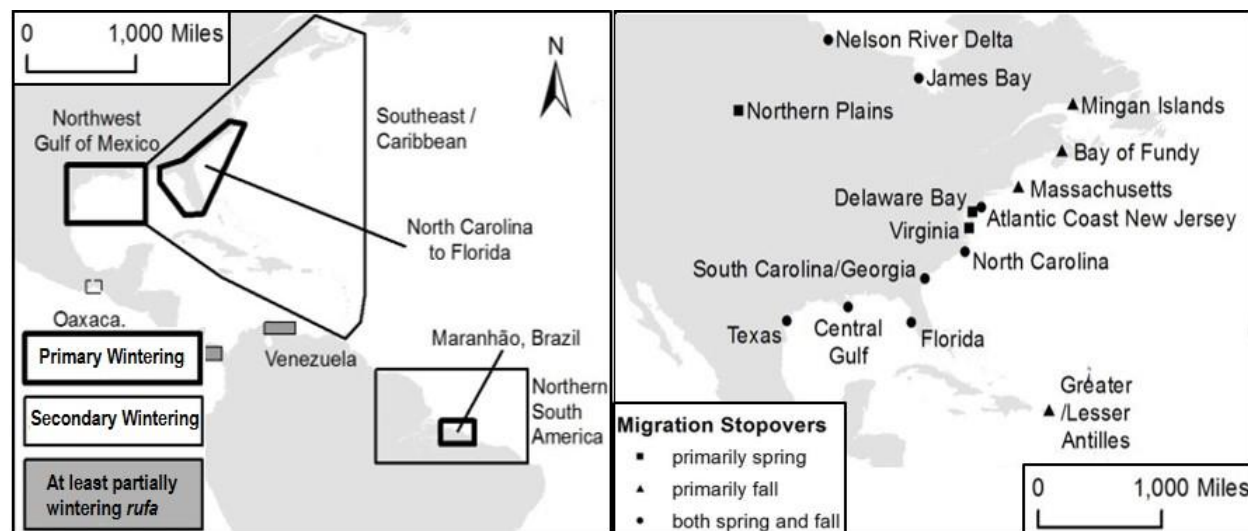 0
1,000 Miles
N
Northwest
Gulf of Mexico
Southeast /
Caribbean
North Carolina
to Florida
Oaxaca.
Venezuela
Maranhão, Brazil
Northern
South
America
Primary Wintering
Secondary Wintering
At least partially
wintering rufa
Nelson River Delta
James Bay
Northern Plains
Mingan Islands
Bay of Fundy
Massachusetts
Delaware Bay
Atlantic Coast New Jersey
Virginia
North Carolina
South Carolina/Georgia
Texas
Central
Gulf
Florida
Greater
/Lesser
Antilles
Migration Stopovers
primarily spring
primarily fall
both spring and fall
0
1,000 Miles